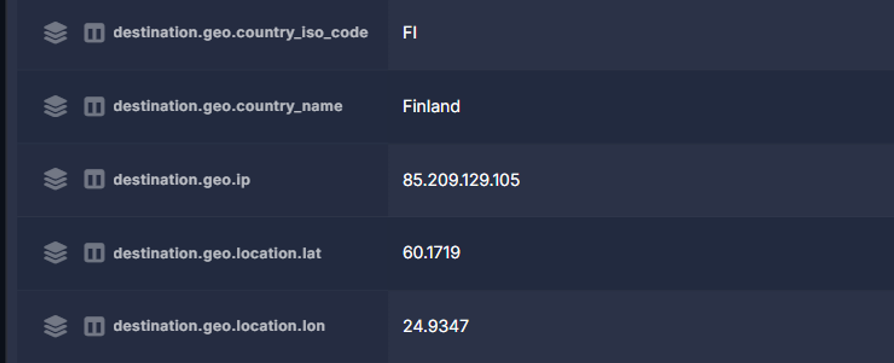 destination.geo.country_iso_code FI
destination.geo.country_name Finland
destination.geo.ip 85.209.129.105
destination.geo.location.lat 60.1719
destination.geo.location.lon 24.9347